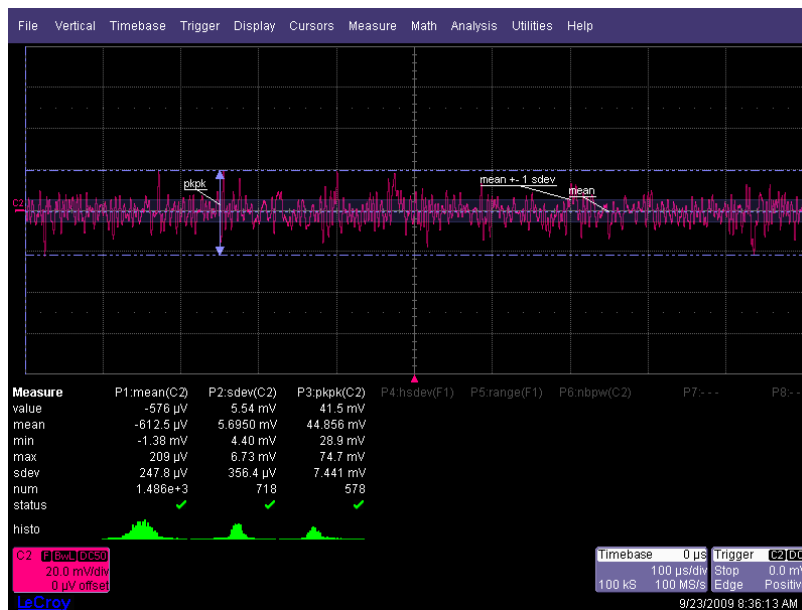 File Vertical Timebase Trigger Display Cursors Measure Math Analysis Utilities Help
mean +- 1 sdev
pkpk
mean
C2
Measure P1:mean(C2) P2:sdev(C2) P3:pkpk(C2) P4:hsdev(F1) P5:range(F1) P6:nbpw(C2) P7:--- P8:--
value -576 µV 5.54 mV 41.5 mV
mean -612.5 µV 5.6950 mV 44.856 mV
min -1.38 mV 4.40 mV 28.9 mV
max 209 µV 6.73 mV 74.7 mV
sdev 247.8 µV 356.4 µV 7.441 mV
num 1.486e+3 718 578
status
histo
C2 F BwL DC50
20.0 mV/div
0 µV offset
Timebase 0 µs
100 µs/div
100 kS 100 MS/s
Trigger C2 DC
Stop 0.0 mV
Edge Positiv
LeCroy
9/23/2009 8:36:13 AM